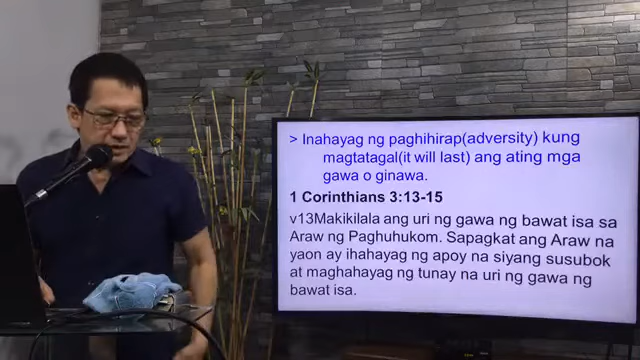 > Inahayag ng paghihirap(adversity) kung
magtatagal(it will last) ang ating mga
gawa o ginawa.
1 Corinthians 3:13-15
v13Makikilala ang uri ng gawa ng bawat isa sa
Araw ng Paghuhukom. Sapagkat ang Araw na
yaon ay ihahayag ng apoy na siyang susubok
at maghahayag ng tunay na uri ng gawa ng
bawat isa.